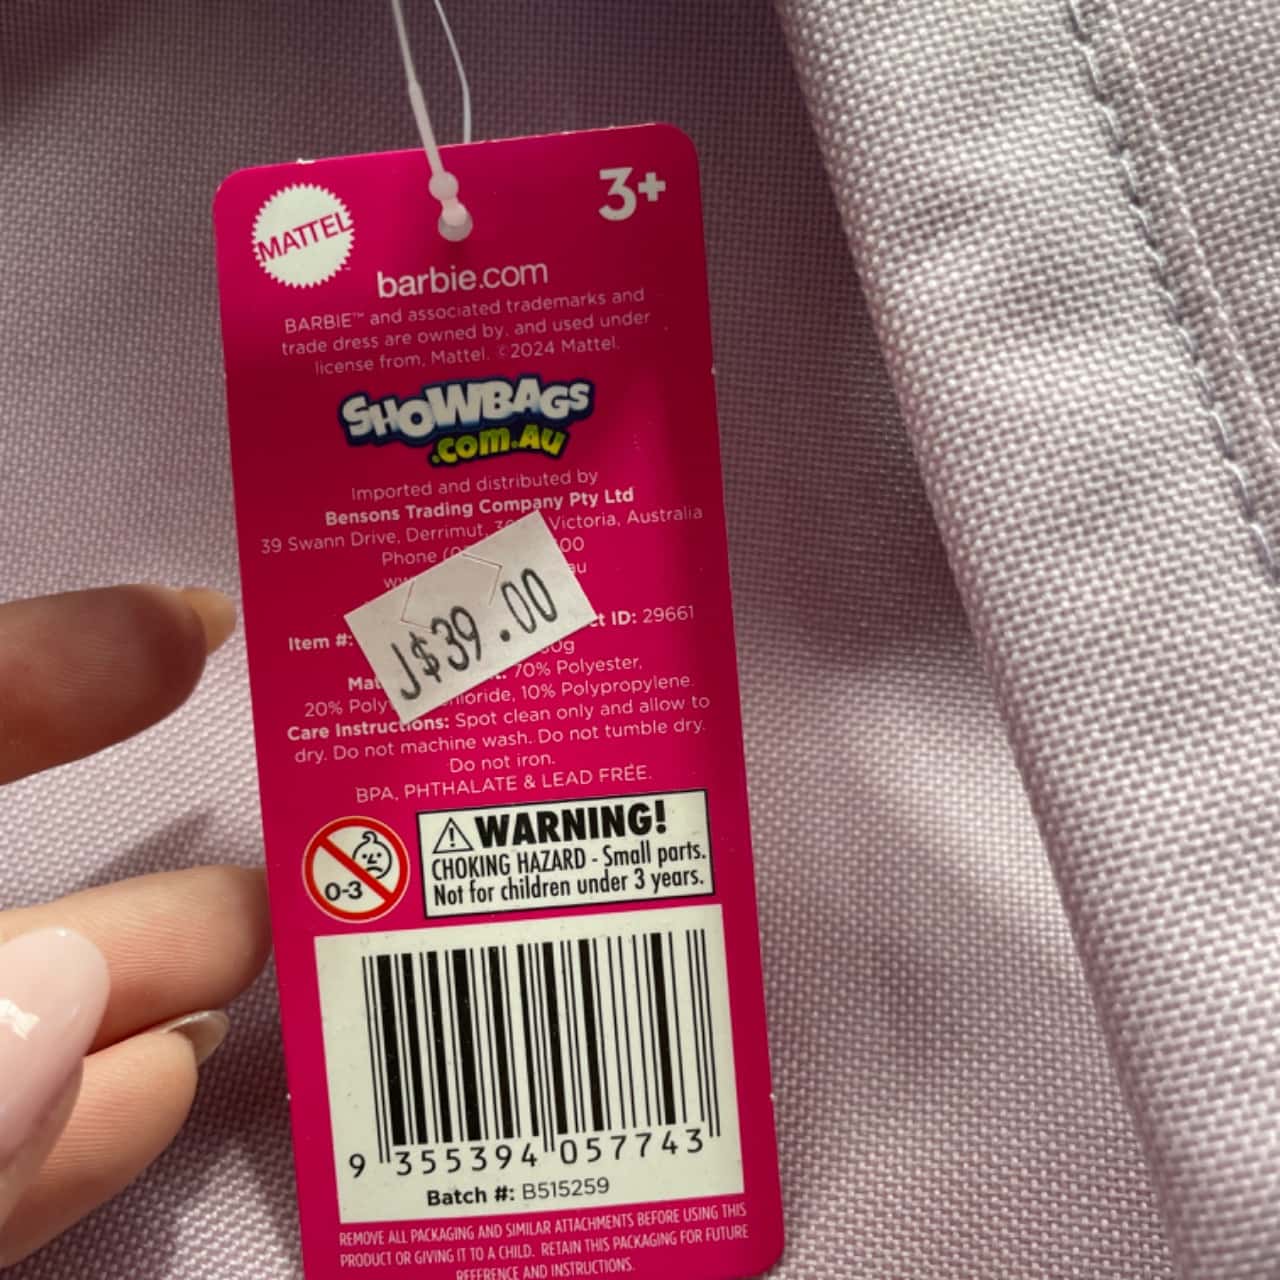 MATTEL
3+
barbie.com
BARBIE™ and associated trademarks and
trade dress are owned by, and used under
license from, Mattel. ©2024 Mattel.
SHOWBAGS
.com.AU
Imported and distributed by
Bensons Trading Company Pty Ltd
39 Swann Drive, Derrimut, Victoria, Australia
Phone
J$39.00
Item #: ID: 29661
70% Polyester,
20% 10% Polypropylene.
Care Instructions: Spot clean only and allow to
dry. Do not machine wash. Do not tumble dry.
Do not iron.
BPA, PHTHALATE & LEAD FREE.
0-3
WARNING!
CHOKING HAZARD - Small parts.
Not for children under 3 years.
9 355394 057743
Batch #: B515259
REMOVE ALL PACKAGING AND SIMILAR ATTACHMENTS BEFORE USING THIS
PRODUCT OR GIVING IT TO A CHILD. RETAIN THIS PACKAGING FOR FUTURE
REFERENCE AND INSTRUCTIONS.